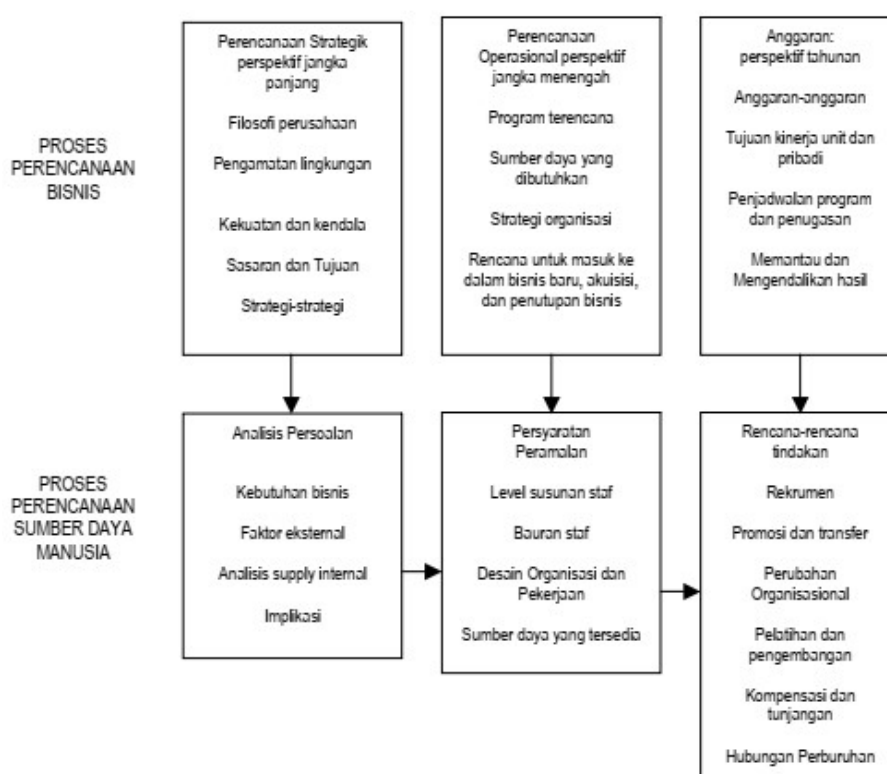 PROSES
PERENCANAAN
BISNIS
Perencanaan Strategik
perspektif jangka
panjang
Filosofi perusahaan
Pengamatan lingkungan
Kekuatan dan kendala
Sasaran dan Tujuan
Strategi-strategi
Perencanaan
Operasional perspektif
jangka menengah
Program terencana
Sumber daya yang
dibutuhkan
Strategi organisasi
Rencana untuk masuk ke
dalam bisnis baru, akuisisi,
dan penutupan bisnis
Anggaran:
perspektif tahunan
Anggaran-anggaran
Tujuan kinerja unit dan
pribadi
Penjadwalan program
dan penugasan
Memantau dan
Mengendalikan hasil
PROSES
PERENCANAAN
SUMBER DAYA
MANUSIA
Analisis Persoalan
Kebutuhan bisnis
Faktor eksternal
Analisis supply internal
Implikasi
Persyaratan
Peramalan
Level susunan staf
Bauran staf
Desain Organisasi dan
Pekerjaan
Sumber daya yang tersedia
Rencana-rencana
tindakan
Rekrumen
Promosi dan transfer
Perubahan
Organisasional
Pelatihan dan
pengembangan
Kompensasi dan
tunjangan
Hubungan Perburuhan